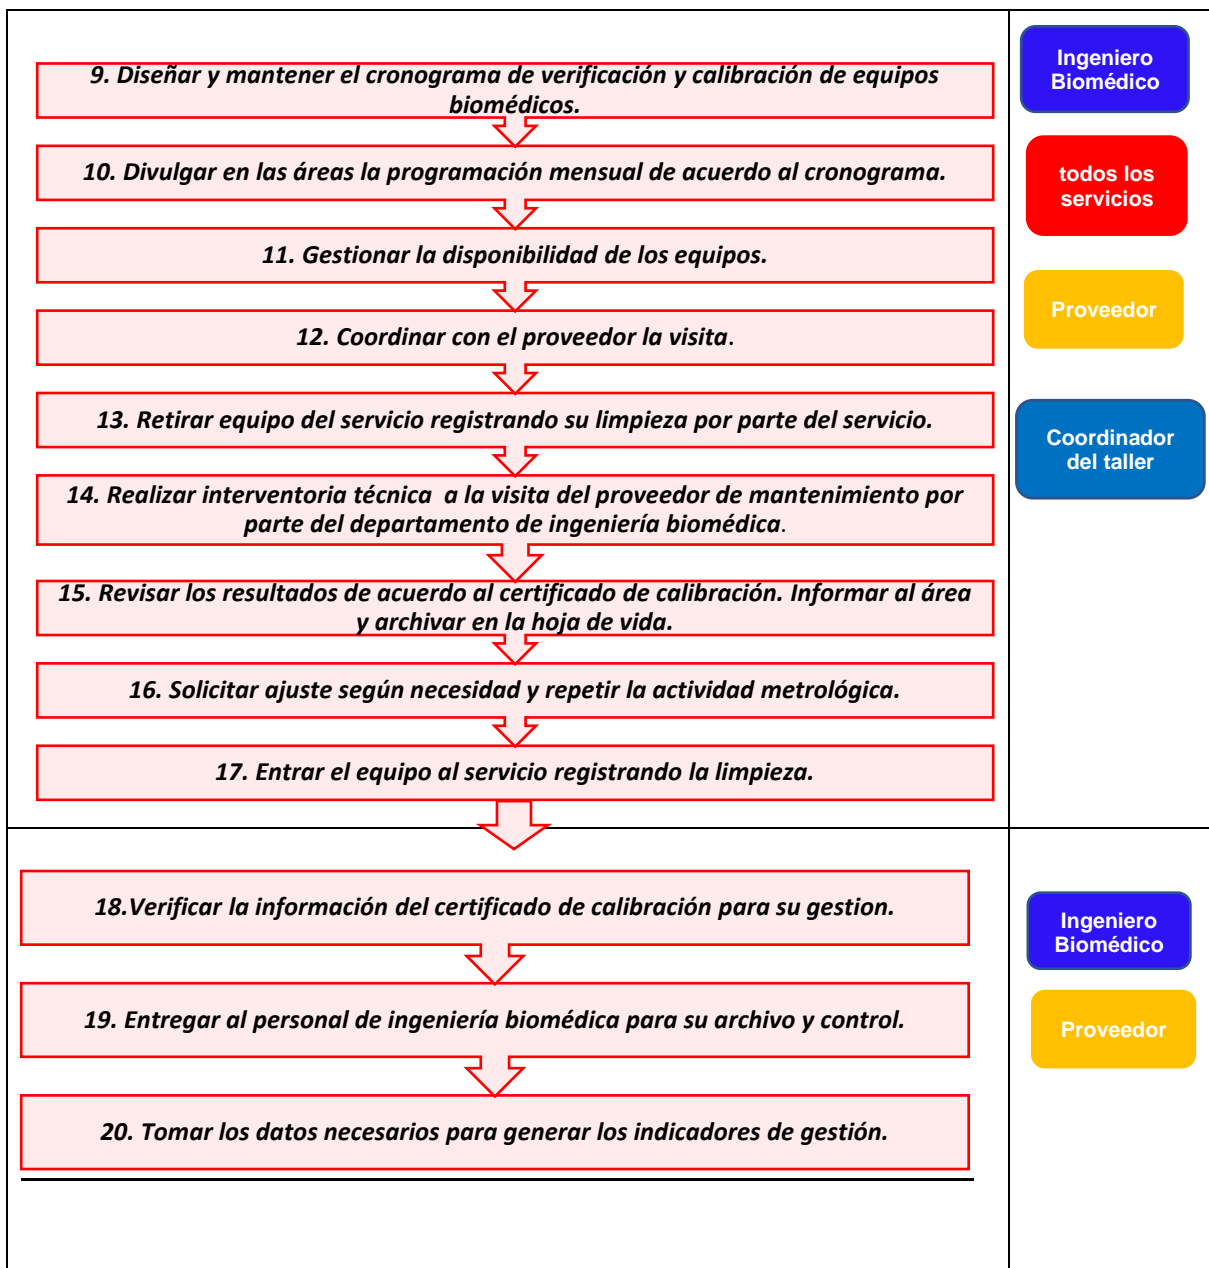 9. Diseñar y mantener el cronograma de verificación y calibración de equipos
biomédicos.
10. Divulgar en las áreas la programación mensual de acuerdo al cronograma.
11. Gestionar la disponibilidad de los equipos.
12. Coordinar con el proveedor la visita.
13. Retirar equipo del servicio registrando su limpieza por parte del servicio.
14. Realizar interventoria técnica  a la visita del proveedor de mantenimiento por
parte del departamento de ingeniería biomédica.
15. Revisar los resultados de acuerdo al certificado de calibración. Informar al área
y archivar en la hoja de vida.
16. Solicitar ajuste según necesidad y repetir la actividad metrológica.
17. Entrar el equipo al servicio registrando la limpieza.
Ingeniero
Biomédico
todos los
servicios
Proveedor
Coordinador
del taller
18.Verificar la información del certificado de calibración para su gestion.
19. Entregar al personal de ingeniería biomédica para su archivo y control.
20. Tomar los datos necesarios para generar los indicadores de gestión.
Ingeniero
Biomédico
Proveedor